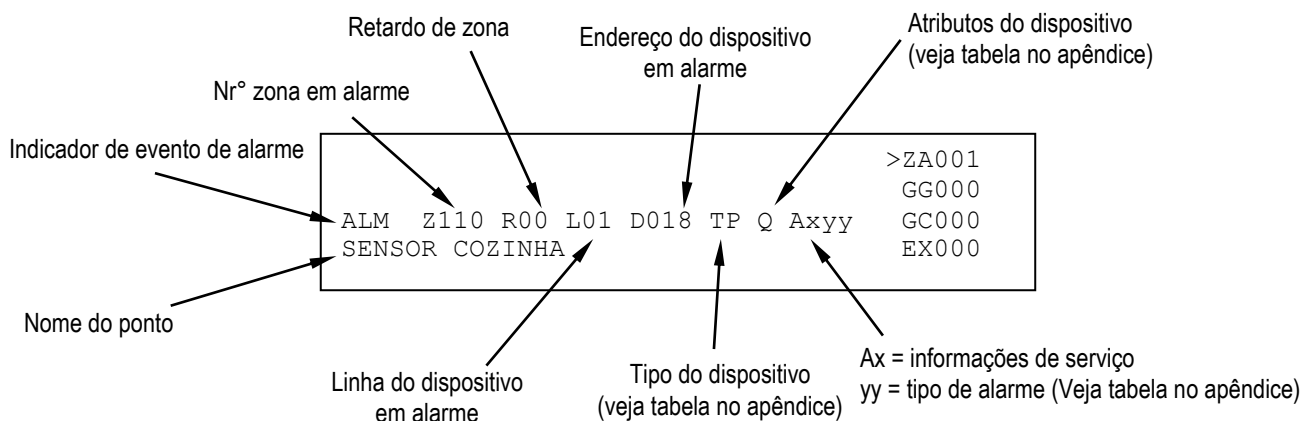 Retardo de zona
Endereço do dispositivo
em alarme
Atributos do dispositivo
(veja tabela no apêndice)
Nr° zona em alarme
Indicador de evento de alarme
>ZA001
GG000
ALM Z110 R00 L01 D018 TP Q Axyy GC000
SENSOR COZINHA EX000
Nome do ponto
Linha do dispositivo
em alarme
Tipo do dispositivo
(veja tabela no apêndice)
Ax = informações de serviço
yy = tipo de alarme (Veja tabela no apêndice)